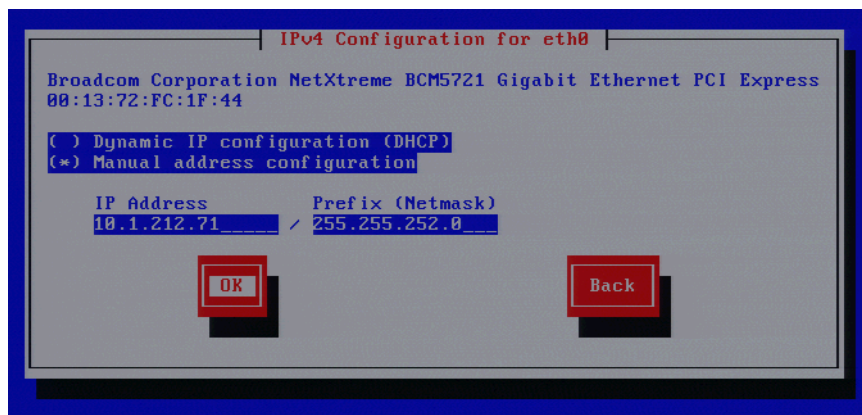 IPv4 Configuration for eth0
Broadcom Corporation NetXtreme BCM5721 Gigabit Ethernet PCI Express
00:13:72:FC:1F:44
( ) Dynamic IP configuration (DHCP)
(*) Manual address configuration
IP Address Prefix (Netmask)
10.1.212.71_____ / 255.255.252.0___
OK Back